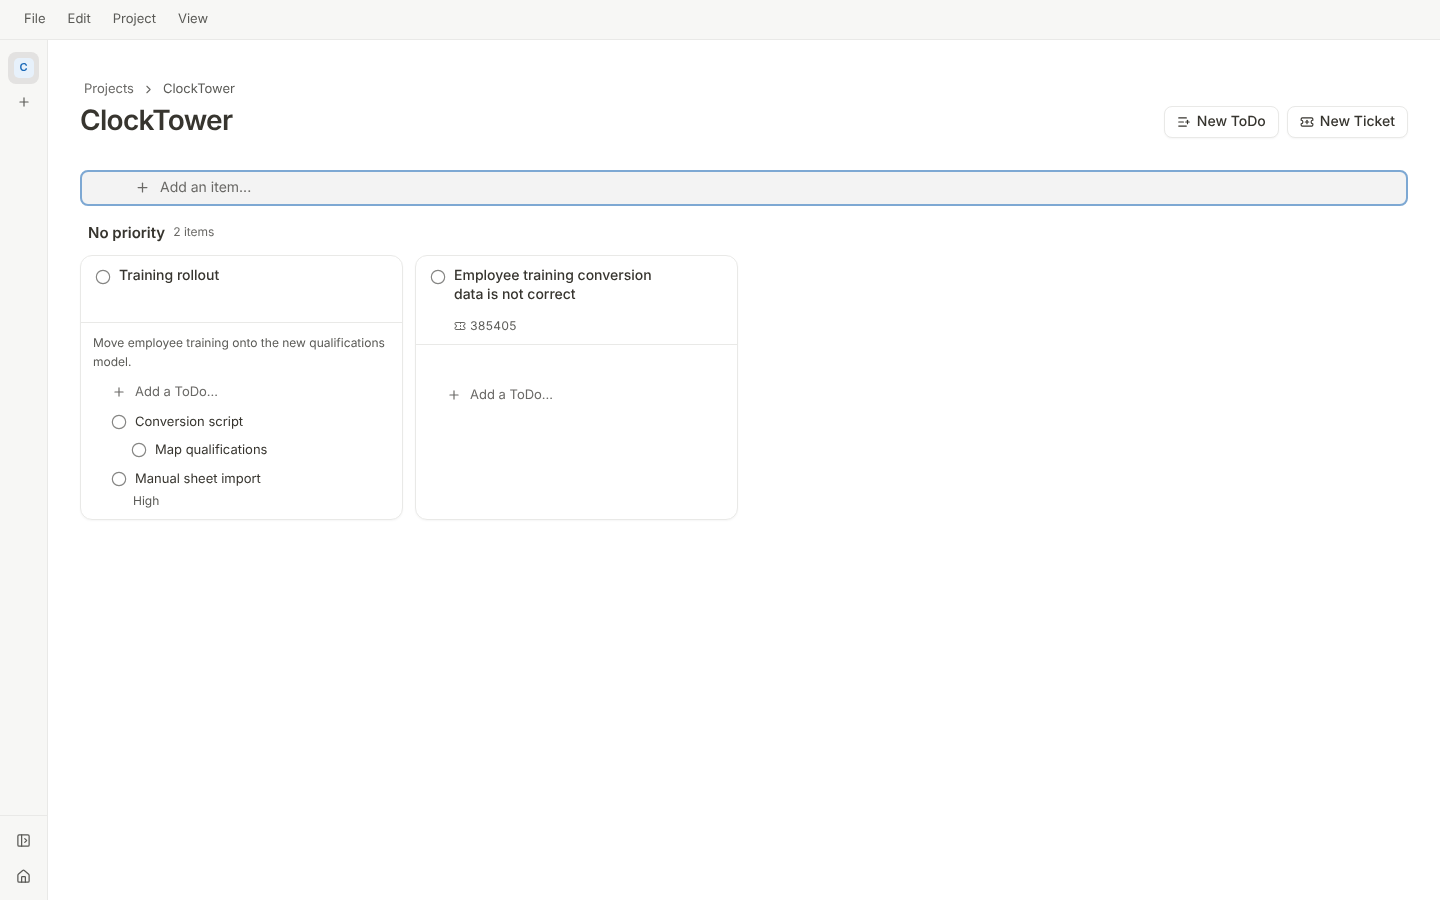 File Edit Project View
C
Projects > ClockTower
ClockTower
New ToDo
New Ticket
+ Add an item...
No priority 2 items
Training rollout
Move employee training onto the new qualifications
model.
+ Add a ToDo...
Conversion script
Map qualifications
Manual sheet import
High
Employee training conversion
data is not correct
385405
+ Add a ToDo...